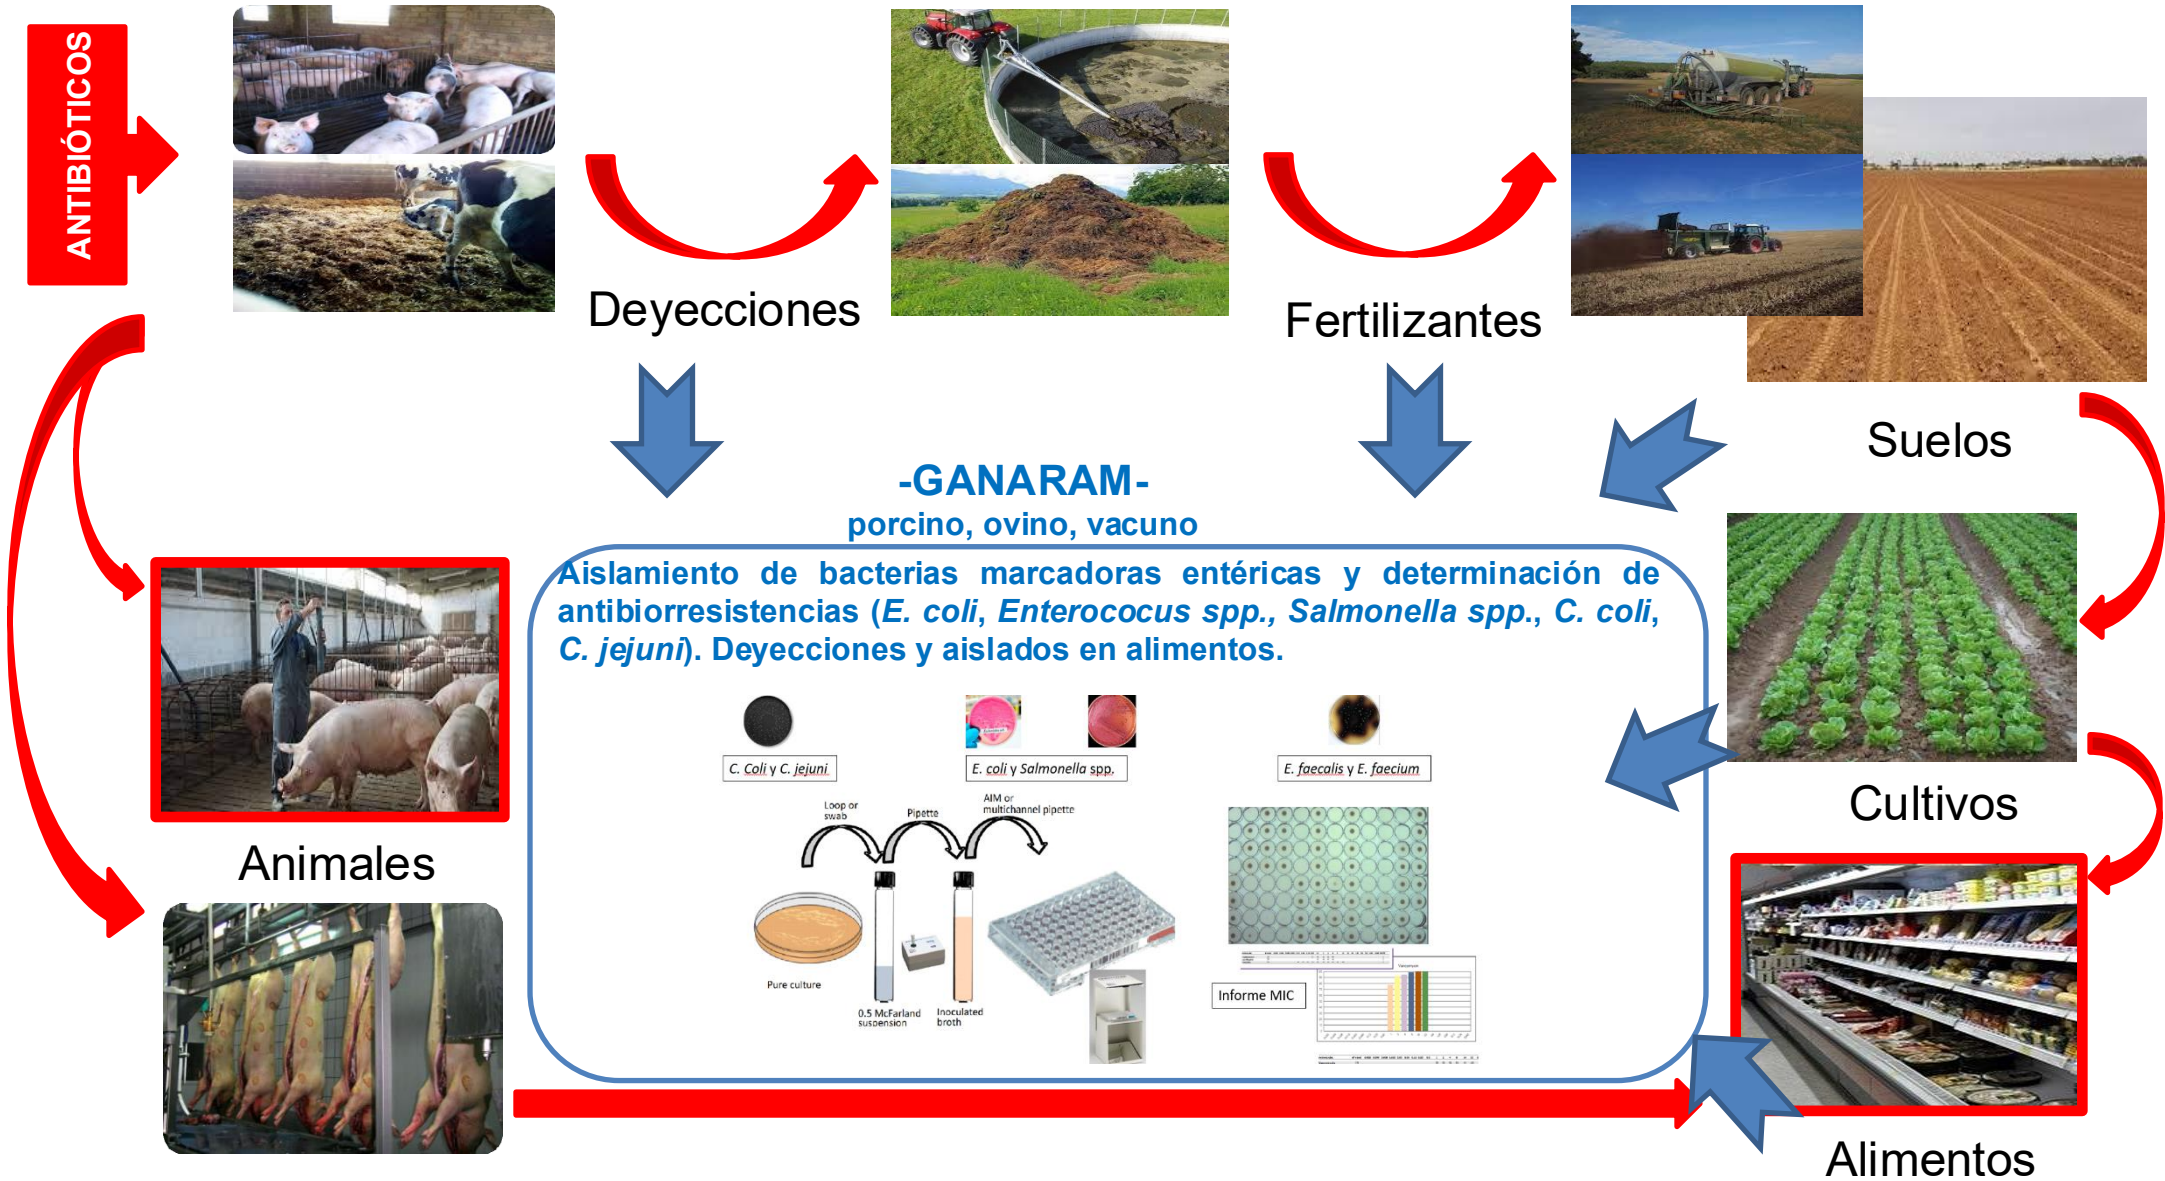 ANTIBIÓTICOS
Deyecciones
Fertilizantes
Suelos
-GANARAM-
porcino, ovino, vacuno
Aislamiento de bacterias marcadoras entéricas y determinación de
antibiorresistencias (E. coli, Enterococus spp., Salmonella spp., C. coli,
C. jejuni). Deyecciones y aislados en alimentos.
C. Coli y C. jejuni
E. coli y Salmonella spp.
E. faecalis y E. faecium
Loop or
swab
Pipette
AIM or
multichannel pipette
Pure culture
0.5 McFarland
suspension
Inoculated
broth
Informe MIC
Animales
Cultivos
Alimentos